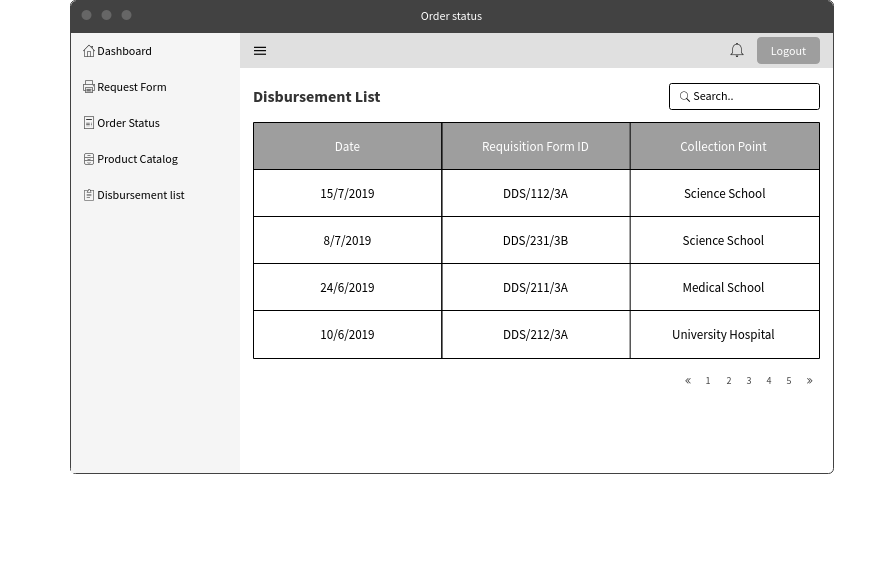 Order status
Dashboard
Request Form
Order Status
Product Catalog
Disbursement list
Logout
Disbursement List
Search..
Date Requisition Form ID Collection Point
15/7/2019 DDS/112/3A Science School
8/7/2019 DDS/231/3B Science School
24/6/2019 DDS/211/3A Medical School
10/6/2019 DDS/212/3A University Hospital
« 1 2 3 4 5 »